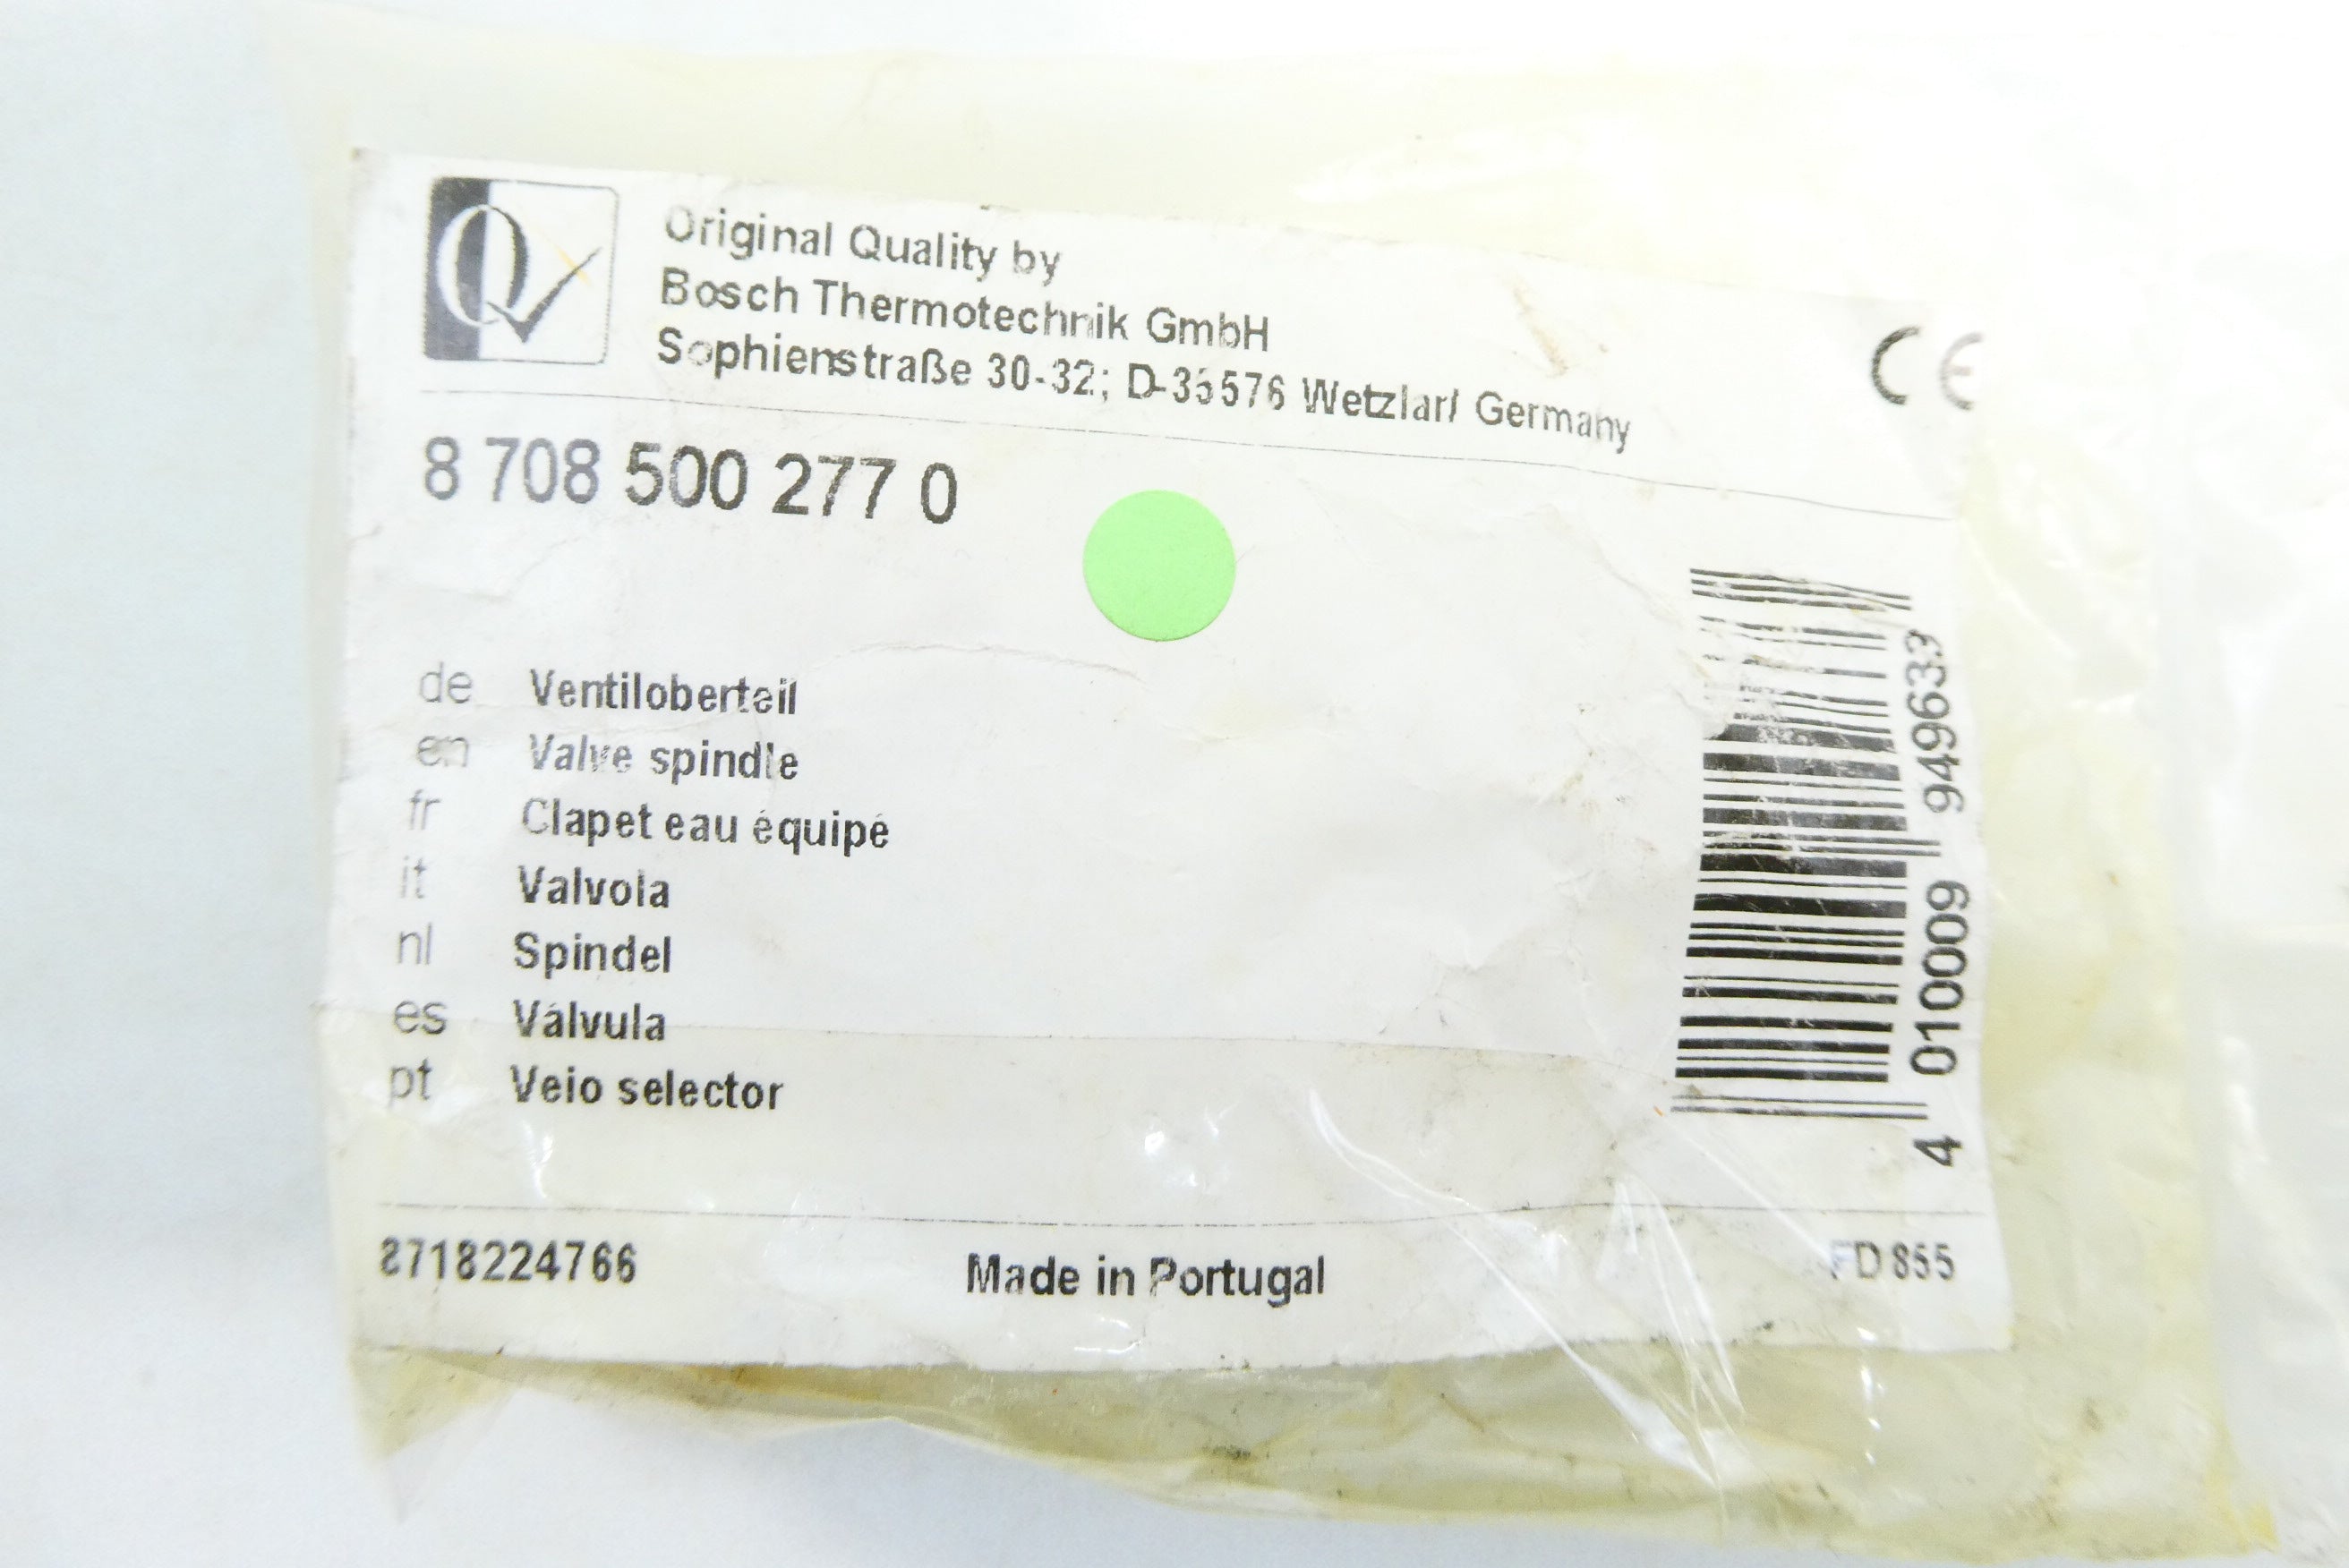 Original Quality by
Bosch Thermotechnik GmbH
Sophienstraße 30-32; D-35576 Wetzlar/ Germany
CE
8 708 500 277 0
de Ventiloberteil
en Valve spindle
fr Clapet eau équipé
it Valvola
nl Spindel
es Válvula
pt Veio selector
4 010009 949633
8718224766
Made in Portugal
FD 855